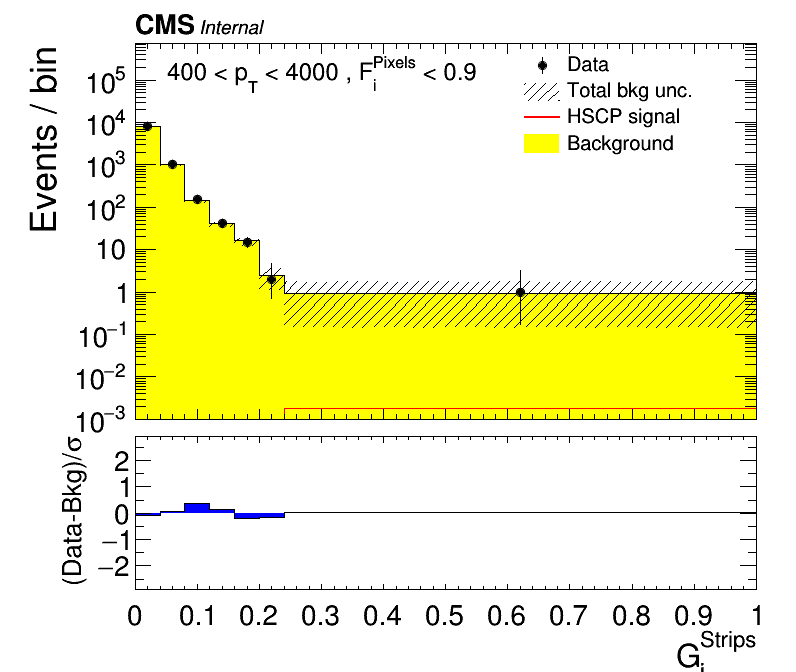 CMS Internal
400 < p_T < 4000 , F_i^Pixels < 0.9
Data
Total bkg unc.
HSCP signal
Background
Events / bin
10^5
10^4
10^3
10^2
10
1
10^−1
10^−2
10^−3
(Data-Bkg)/σ
2
1
0
−1
−2
0 0.1 0.2 0.3 0.4 0.5 0.6 0.7 0.8 0.9 1
G_i^Strips